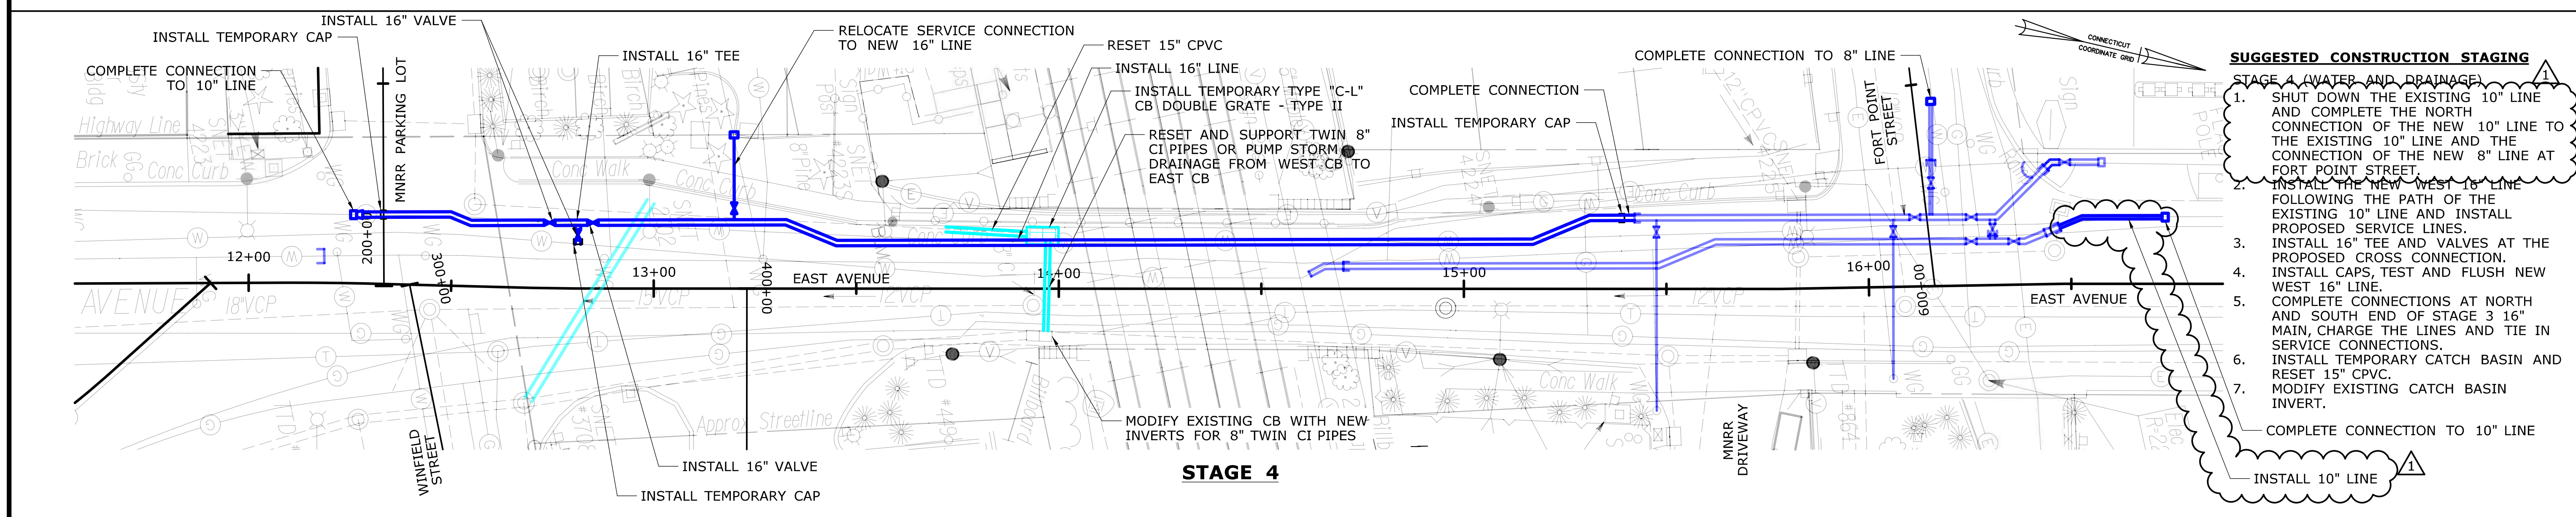 INSTALL 16" VALVE
INSTALL TEMPORARY CAP
COMPLETE CONNECTION
TO 10" LINE
MNRR PARKING LOT
INSTALL 16" TEE
RELOCATE SERVICE CONNECTION
TO NEW 16" LINE
RESET 15" CPVC
INSTALL 16" LINE
INSTALL TEMPORARY TYPE "C-L"
CB DOUBLE GRATE - TYPE II
RESET AND SUPPORT TWIN 8"
CI PIPES OR PUMP STORM
DRAINAGE FROM WEST CB TO
EAST CB
COMPLETE CONNECTION TO 8" LINE
COMPLETE CONNECTION
INSTALL TEMPORARY CAP
FORT POINT
STREET
CONNECTICUT
COORDINATE GRID
SUGGESTED CONSTRUCTION STAGING
STAGE 4 (WATER AND DRAINAGE)
1
1. SHUT DOWN THE EXISTING 10" LINE
AND COMPLETE THE NORTH
CONNECTION OF THE NEW 10" LINE TO
THE EXISTING 10" LINE AND THE
CONNECTION OF THE NEW 8" LINE AT
FORT POINT STREET.
2. INSTALL THE NEW WEST 16" LINE
FOLLOWING THE PATH OF THE
EXISTING 10" LINE AND INSTALL
PROPOSED SERVICE LINES.
3. INSTALL 16" TEE AND VALVES AT THE
PROPOSED CROSS CONNECTION.
4. INSTALL CAPS, TEST AND FLUSH NEW
WEST 16" LINE.
5. COMPLETE CONNECTIONS AT NORTH
AND SOUTH END OF STAGE 3 16"
MAIN, CHARGE THE LINES AND TIE IN
SERVICE CONNECTIONS.
6. INSTALL TEMPORARY CATCH BASIN AND
RESET 15" CPVC.
7. MODIFY EXISTING CATCH BASIN
INVERT.
Highway Line
Brick
Conc Curb
Conc Walk
Conc Curb
Conc Curb
12+00
200+00
300+00
13+00
400+00
14+00
15+00
16+00
600+00
EAST AVENUE
EAST AVENUE
AVENUE
18"VCP
15"VCP
12"VCP
12"VCP
Approx Streetline
Conc Walk
Building
WINFIELD
STREET
MNRR
DRIVEWAY
MODIFY EXISTING CB WITH NEW
INVERTS FOR 8" TWIN CI PIPES
INSTALL 16" VALVE
INSTALL TEMPORARY CAP
STAGE 4
COMPLETE CONNECTION TO 10" LINE
INSTALL 10" LINE
1